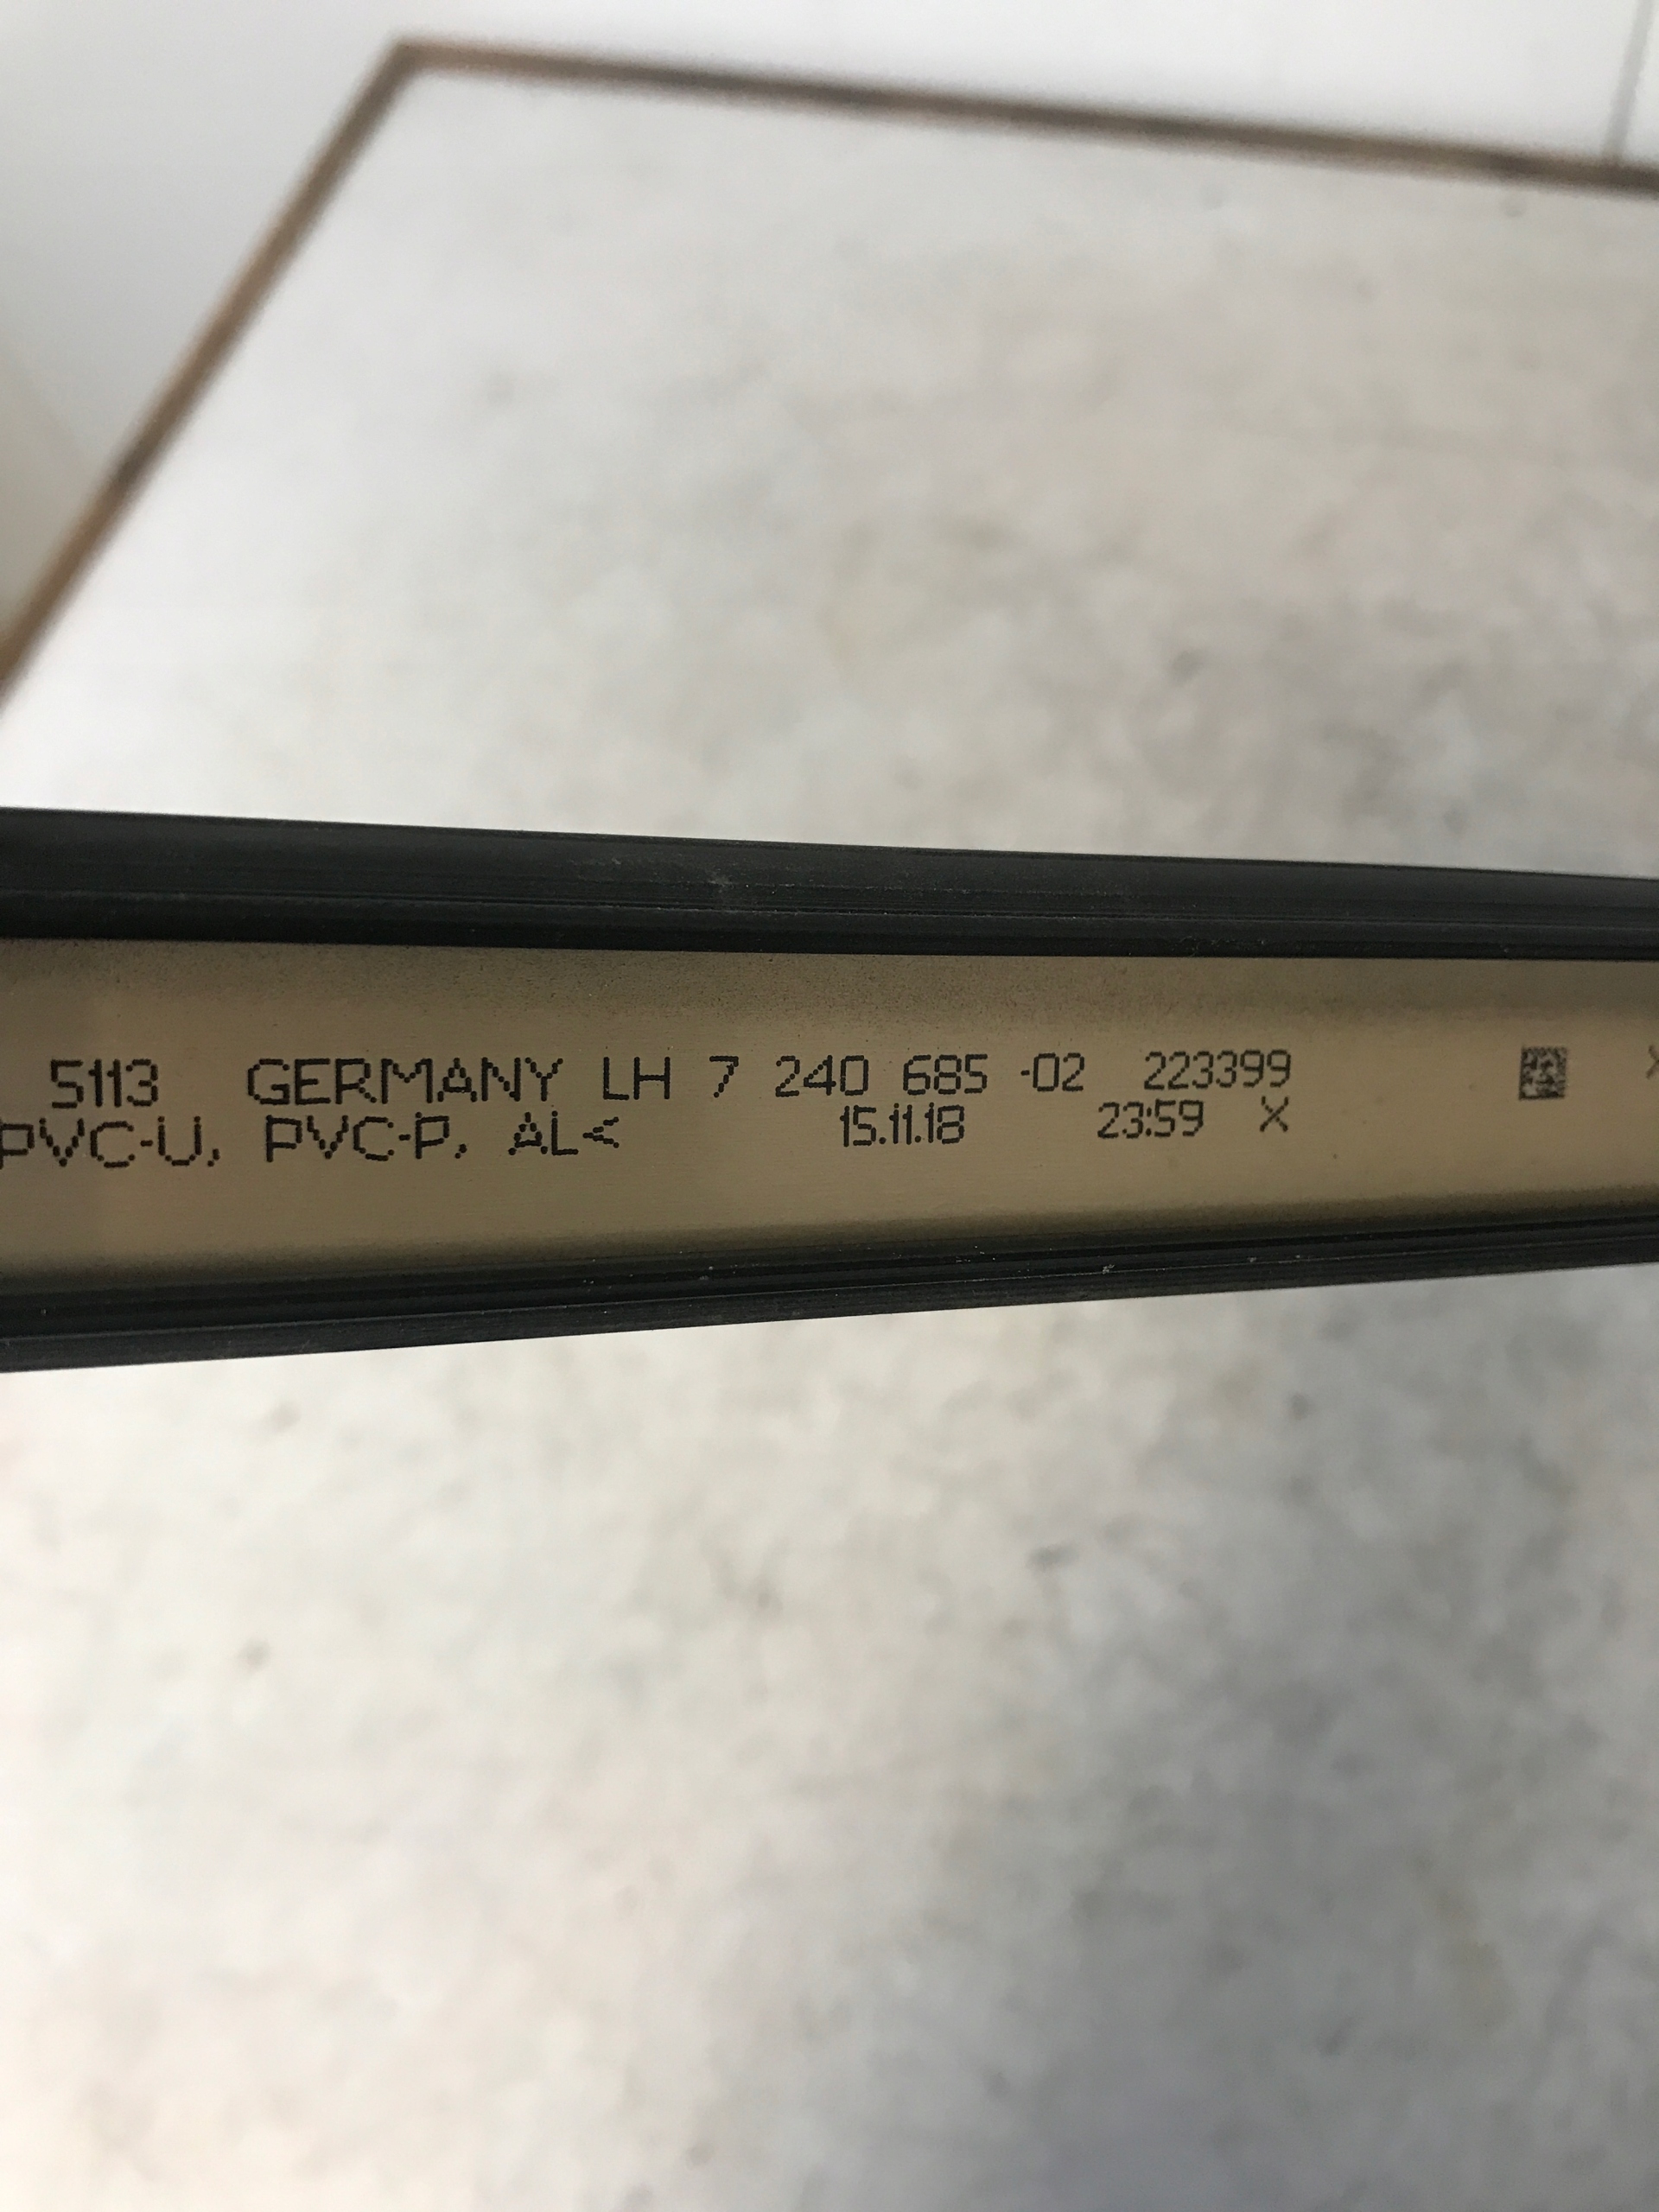 5113 GERMANY LH 7 240 685 -02 223399
PVC-U, PVC-P, AL< 15.11.18 23:59 X